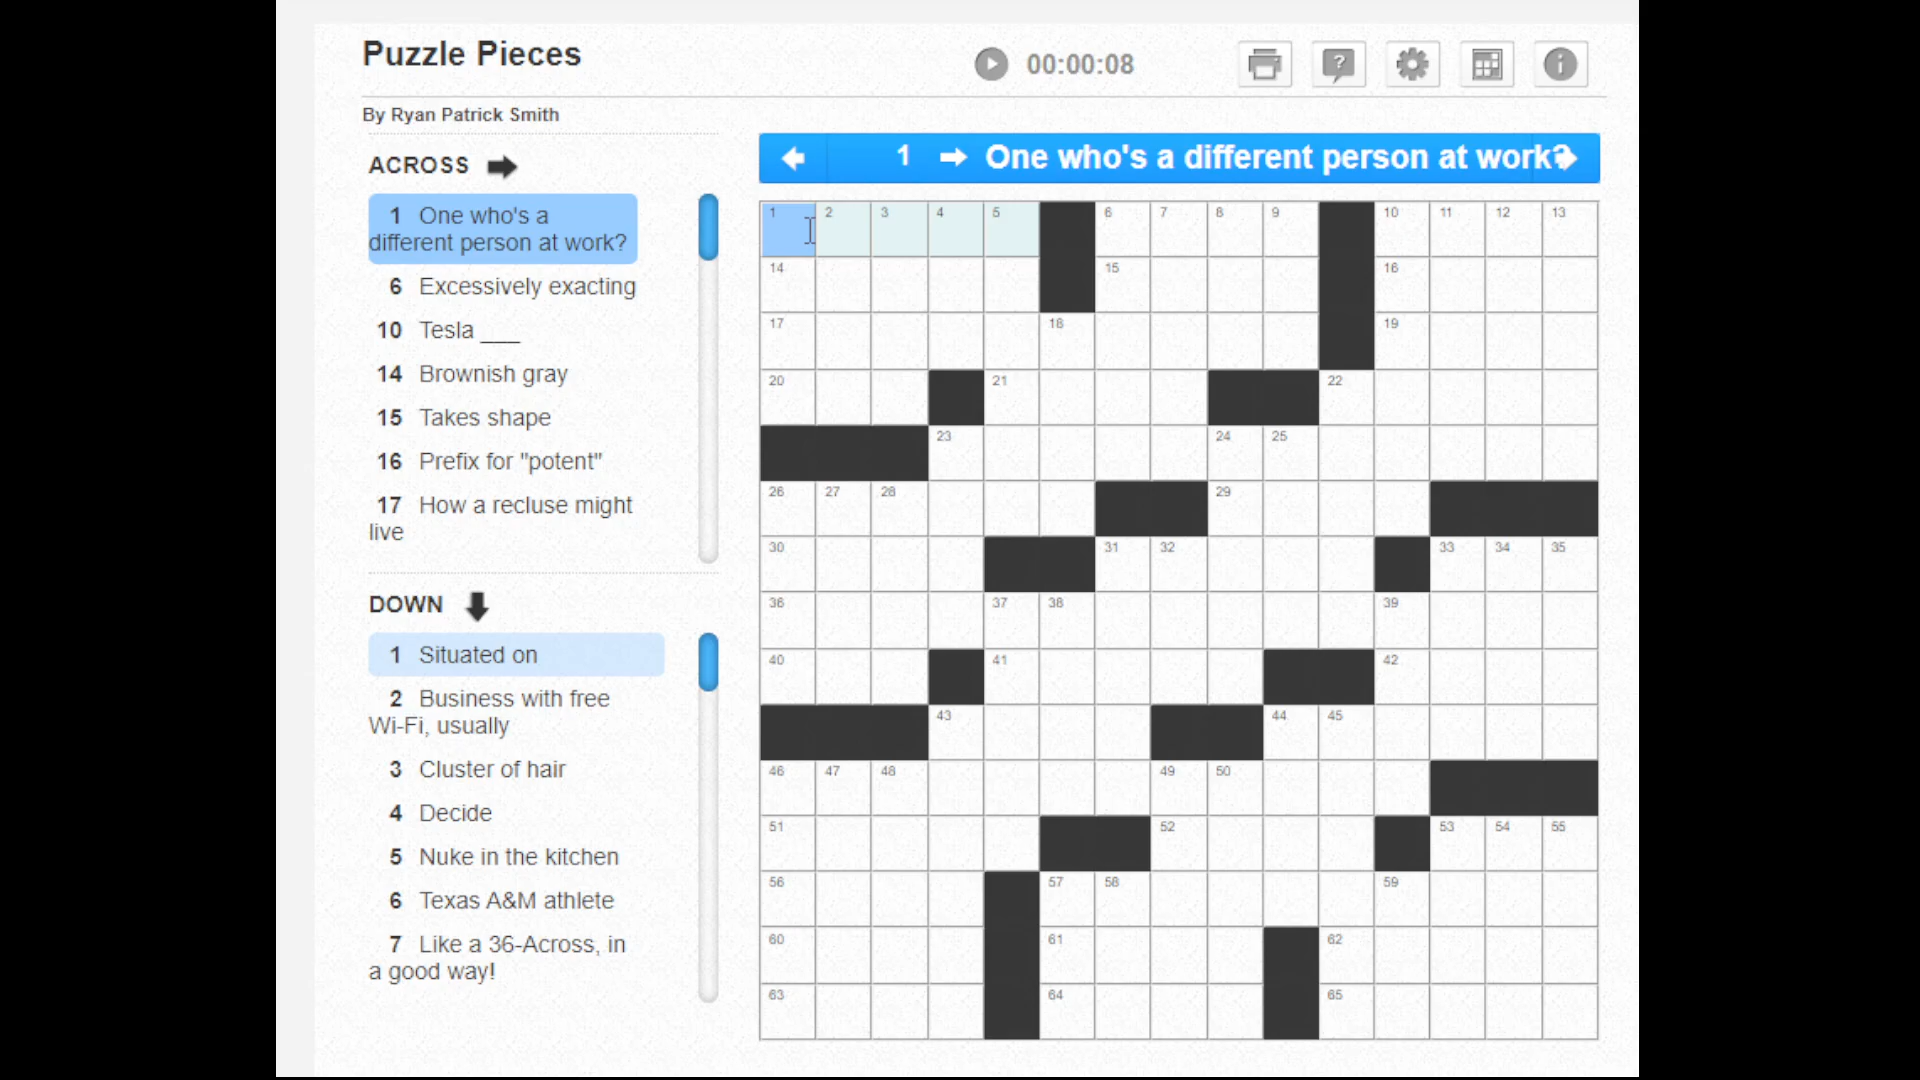 Puzzle Pieces
00:00:08
?
i
By Ryan Patrick Smith
ACROSS
1 One who's a different person at work?
1 One who's a
different person at work?
6 Excessively exacting
10 Tesla ___
14 Brownish gray
15 Takes shape
16 Prefix for "potent"
17 How a recluse might
live
DOWN
1 Situated on
2 Business with free
Wi-Fi, usually
3 Cluster of hair
4 Decide
5 Nuke in the kitchen
6 Texas A&M athlete
7 Like a 36-Across, in
a good way!
1 2 3 4 5 6 7 8 9 10 11 12 13
14 15 16
17 18 19
20 21 22
23 24 25
26 27 28 29
30 31 32 33 34 35
36 37 38 39
40 41 42
43 44 45
46 47 48 49 50
51 52 53 54 55
56 57 58 59
60 61 62
63 64 65